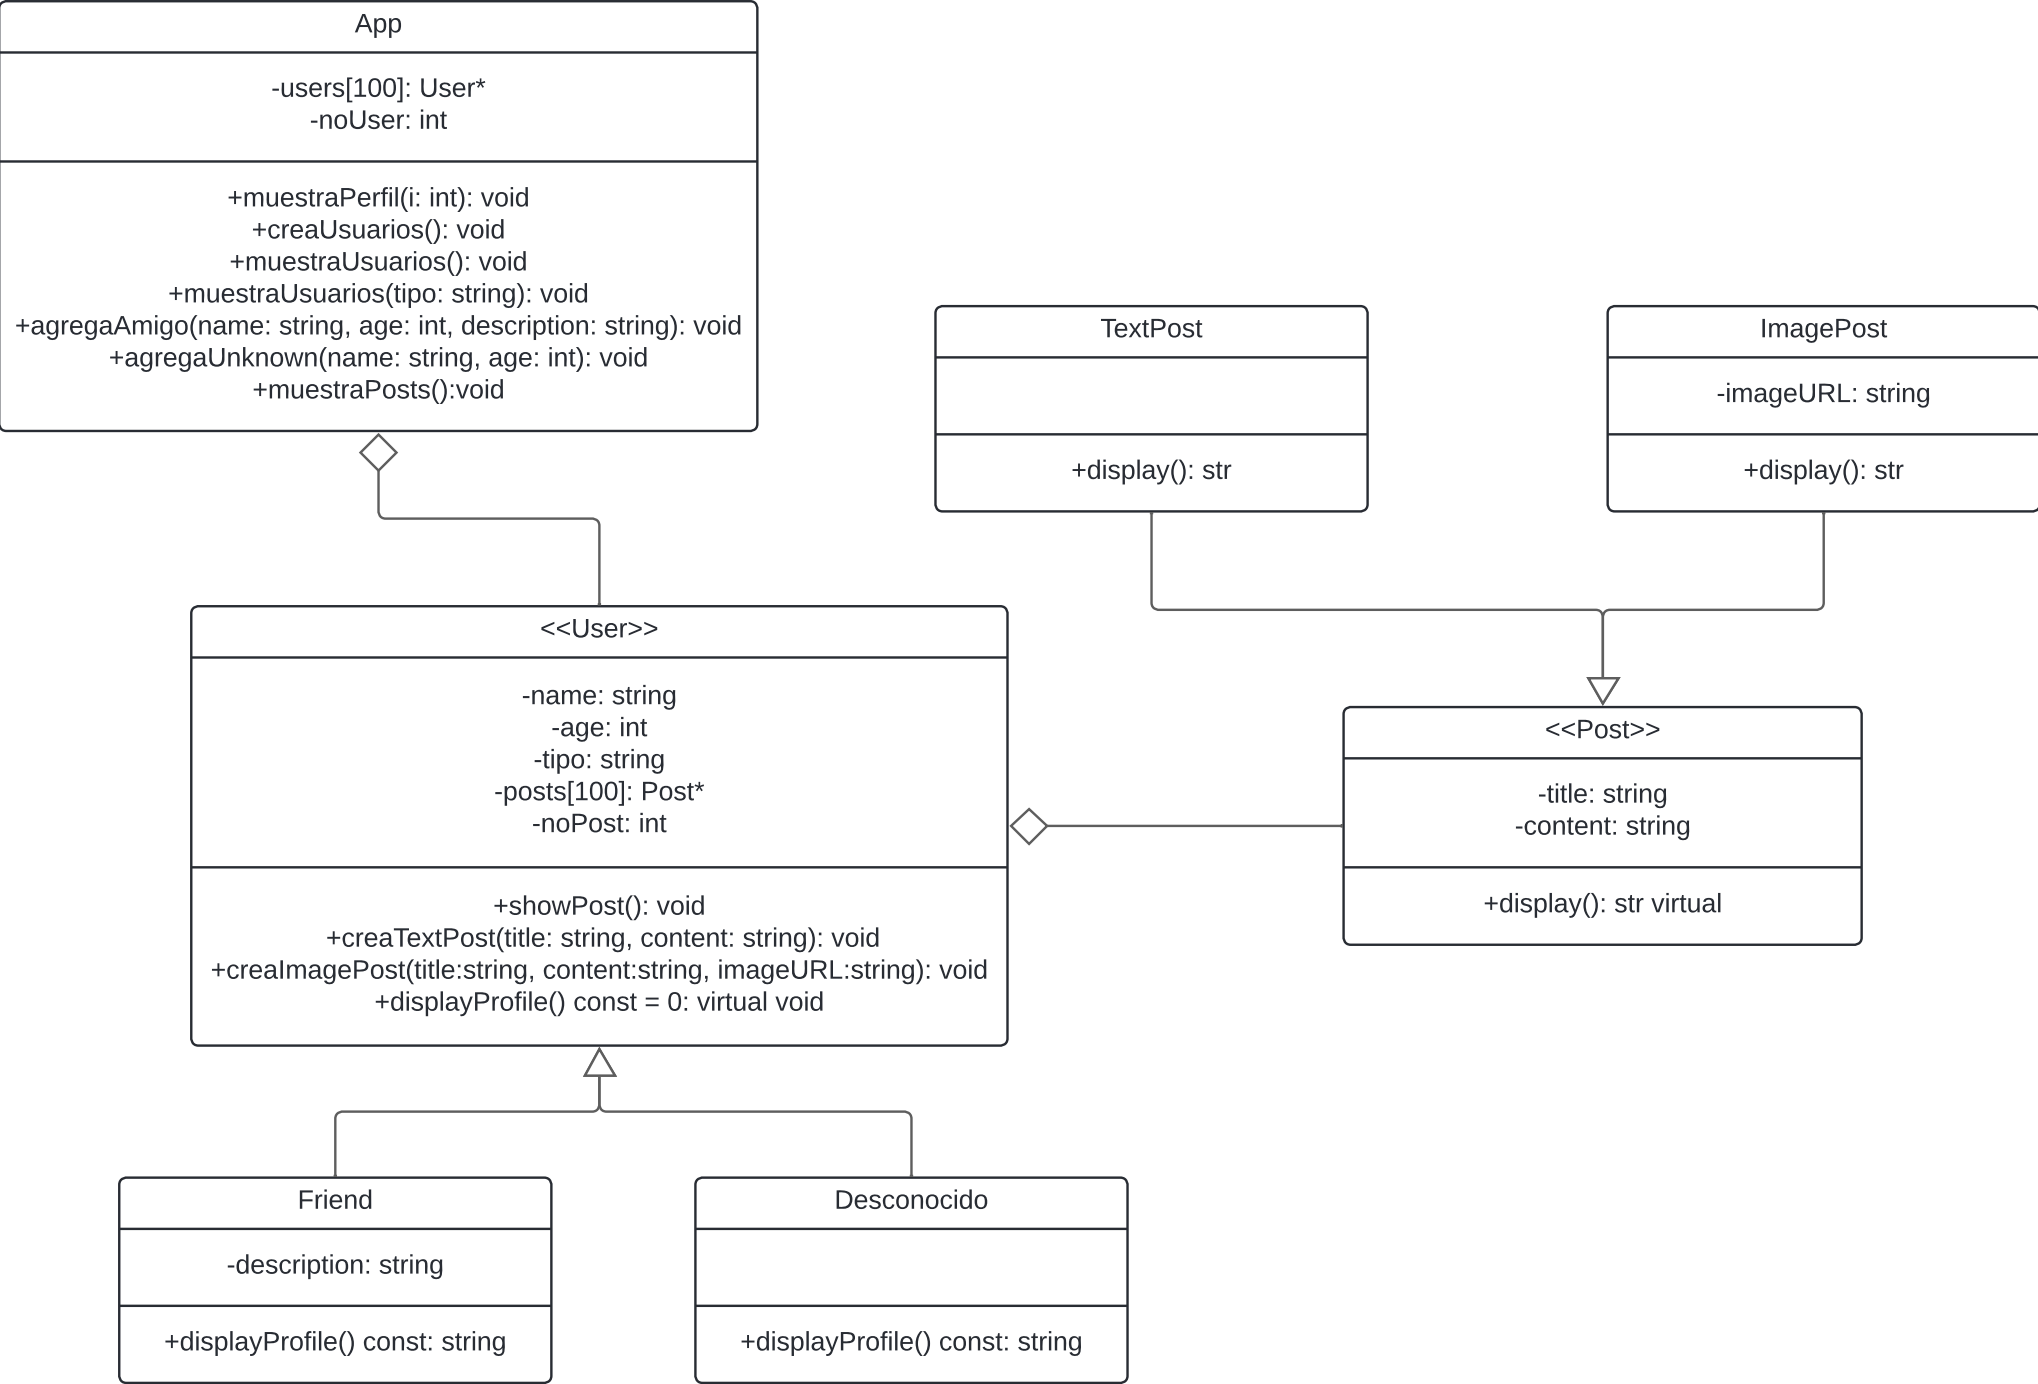 App
-users[100]: User*
-noUser: int
+muestraPerfil(i: int): void
+creaUsuarios(): void
+muestraUsuarios(): void
+muestraUsuarios(tipo: string): void
+agregaAmigo(name: string, age: int, description: string): void
+agregaUnknown(name: string, age: int): void
+muestraPosts():void
TextPost
+display(): str
ImagePost
-imageURL: string
+display(): str
<<User>>
-name: string
-age: int
-tipo: string
-posts[100]: Post*
-noPost: int
+showPost(): void
+creaTextPost(title: string, content: string): void
+creaImagePost(title:string, content:string, imageURL:string): void
+displayProfile() const = 0: virtual void
<<Post>>
-title: string
-content: string
+display(): str virtual
Friend
-description: string
+displayProfile() const: string
Desconocido
+displayProfile() const: string